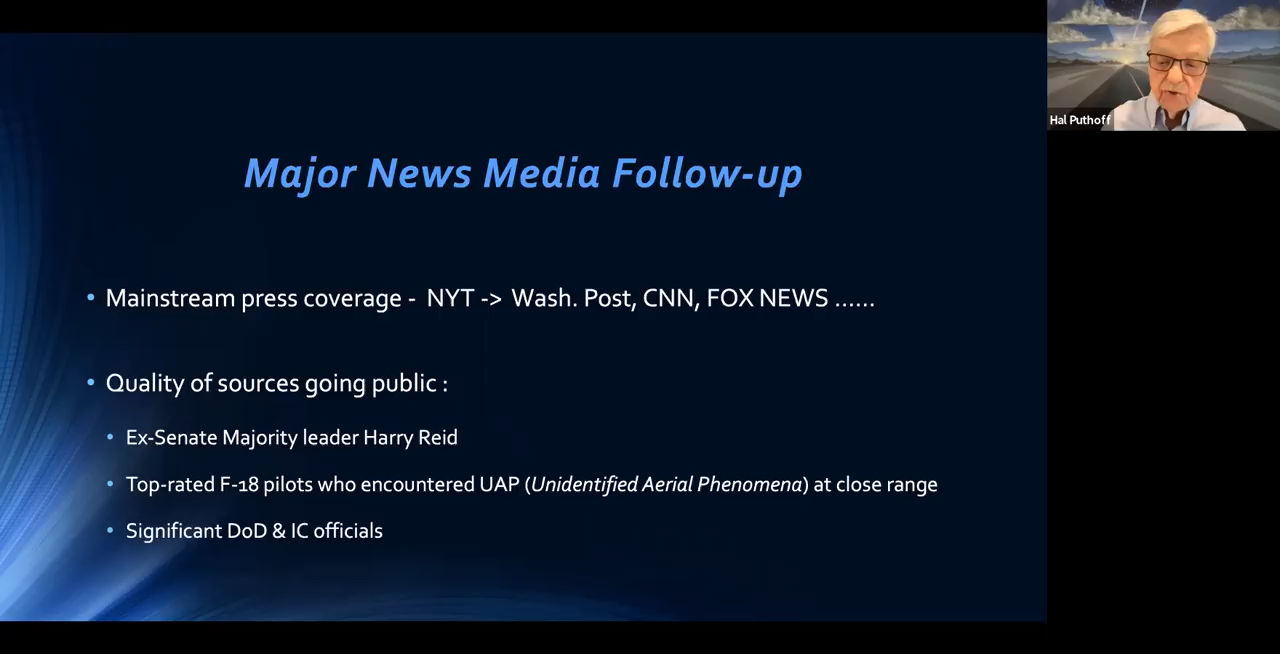 Major News Media Follow-up
• Mainstream press coverage - NYT -> Wash. Post, CNN, FOX NEWS ......
• Quality of sources going public :
• Ex-Senate Majority leader Harry Reid
• Top-rated F-18 pilots who encountered UAP (Unidentified Aerial Phenomena) at close range
• Significant DoD & IC officials
Hal Puthoff